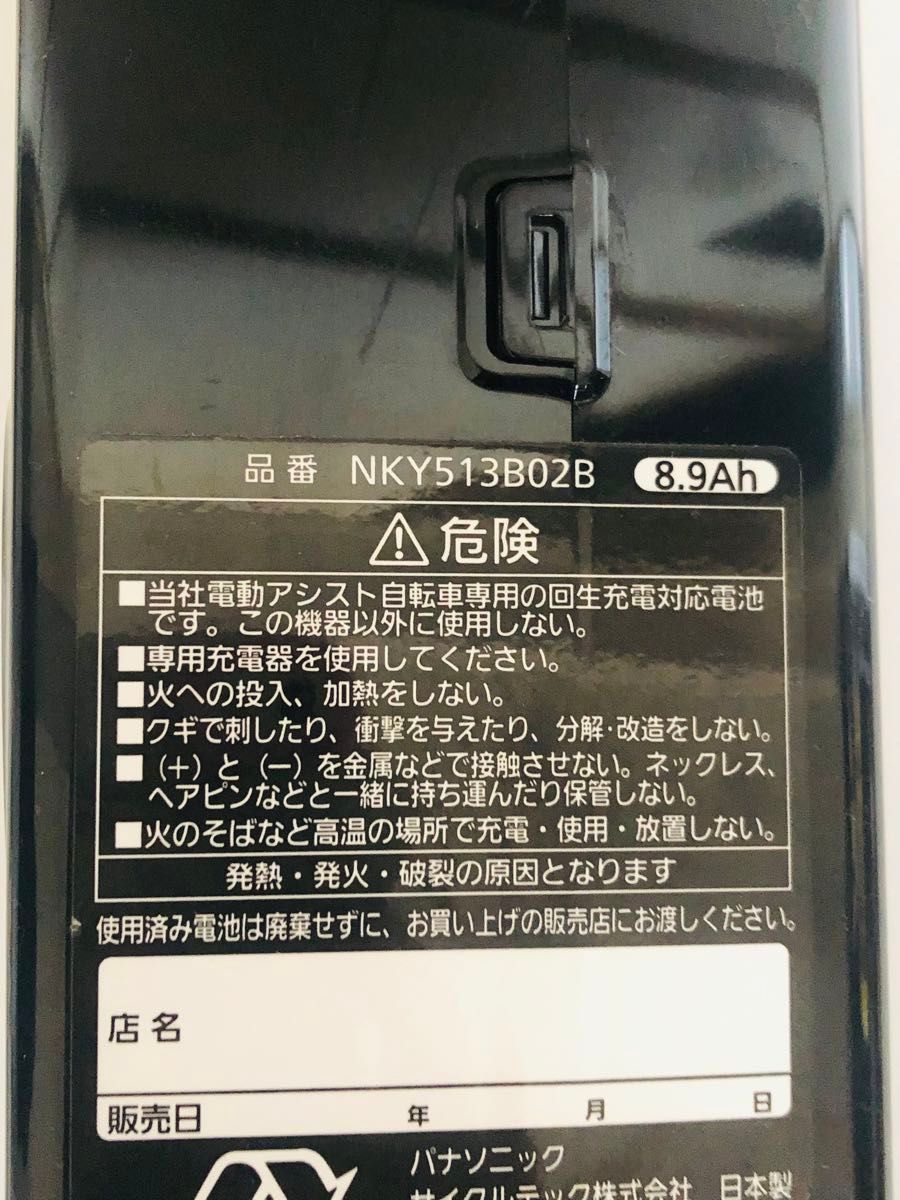 品番 NKY513B02B 8.9Ah
危険
■当社電動アシスト自転車専用の回生充電対応電池
です。この機器以外に使用しない。
■専用充電器を使用してください。
■火への投入、加熱をしない。
■クギで刺したり、衝撃を与えたり、分解・改造をしない。
■（＋）と（－）を金属などで接触させない。ネックレス、
ヘアピンなどと一緒に持ち運んだり保管しない。
■火のそばなど高温の場所で充電・使用・放置しない。
発熱・発火・破裂の原因となります
使用済み電池は廃棄せずに、お買い上げの販売店にお渡しください。
店名
販売日 年 月 日
パナソニック
サイクルテック株式会社 日本製